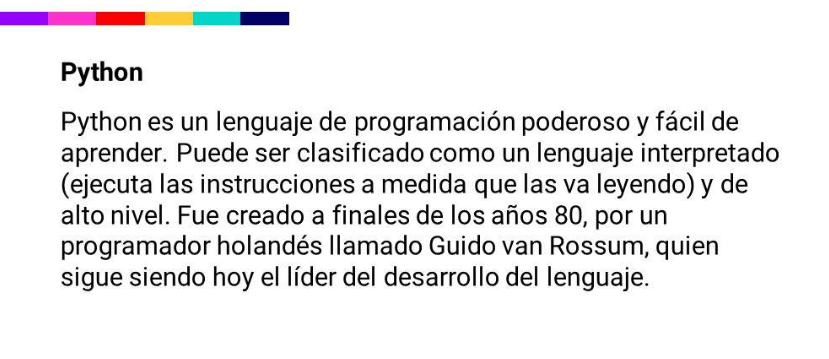 Python
Python es un lenguaje de programación poderoso y fácil de
aprender. Puede ser clasificado como un lenguaje interpretado
(ejecuta las instrucciones a medida que las va leyendo) y de
alto nivel. Fue creado a finales de los años 80, por un
programador holandés llamado Guido van Rossum, quien
sigue siendo hoy el líder del desarrollo del lenguaje.